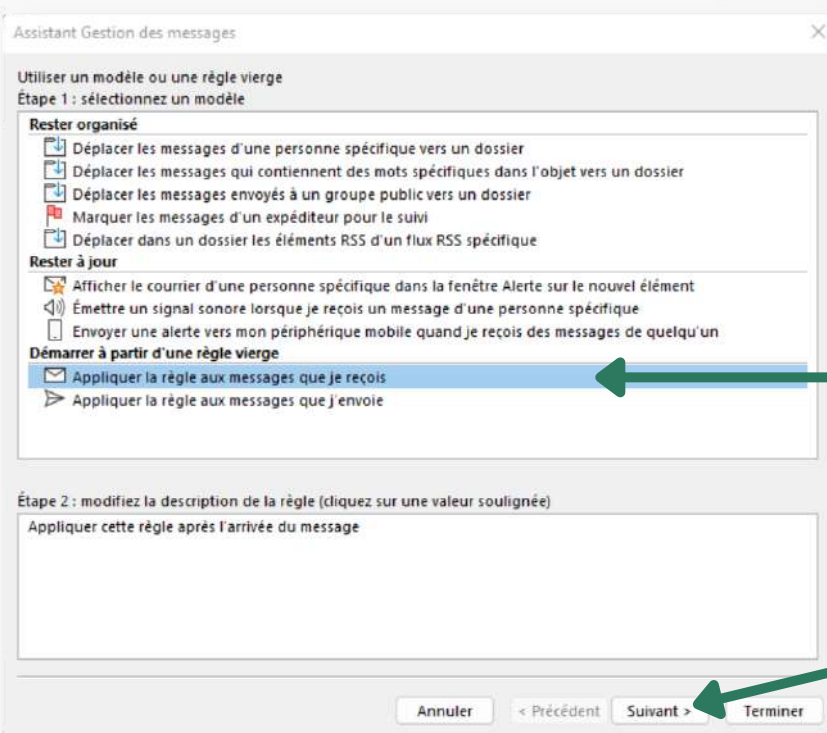 Assistant Gestion des messages
Utiliser un modèle ou une règle vierge
Étape 1 : sélectionnez un modèle
Rester organisé
Déplacer les messages d'une personne spécifique vers un dossier
Déplacer les messages qui contiennent des mots spécifiques dans l'objet vers un dossier
Déplacer les messages envoyés à un groupe public vers un dossier
Marquer les messages d'un expéditeur pour le suivi
Déplacer dans un dossier les éléments RSS d'un flux RSS spécifique
Rester à jour
Afficher le courrier d'une personne spécifique dans la fenêtre Alerte sur le nouvel élément
Émettre un signal sonore lorsque je reçois un message d'une personne spécifique
Envoyer une alerte vers mon périphérique mobile quand je reçois des messages de quelqu'un
Démarrer à partir d'une règle vierge
Appliquer la règle aux messages que je reçois
Appliquer la règle aux messages que j'envoie
Étape 2 : modifiez la description de la règle (cliquez sur une valeur soulignée)
Appliquer cette règle après l'arrivée du message
Annuler < Précédent Suivant > Terminer